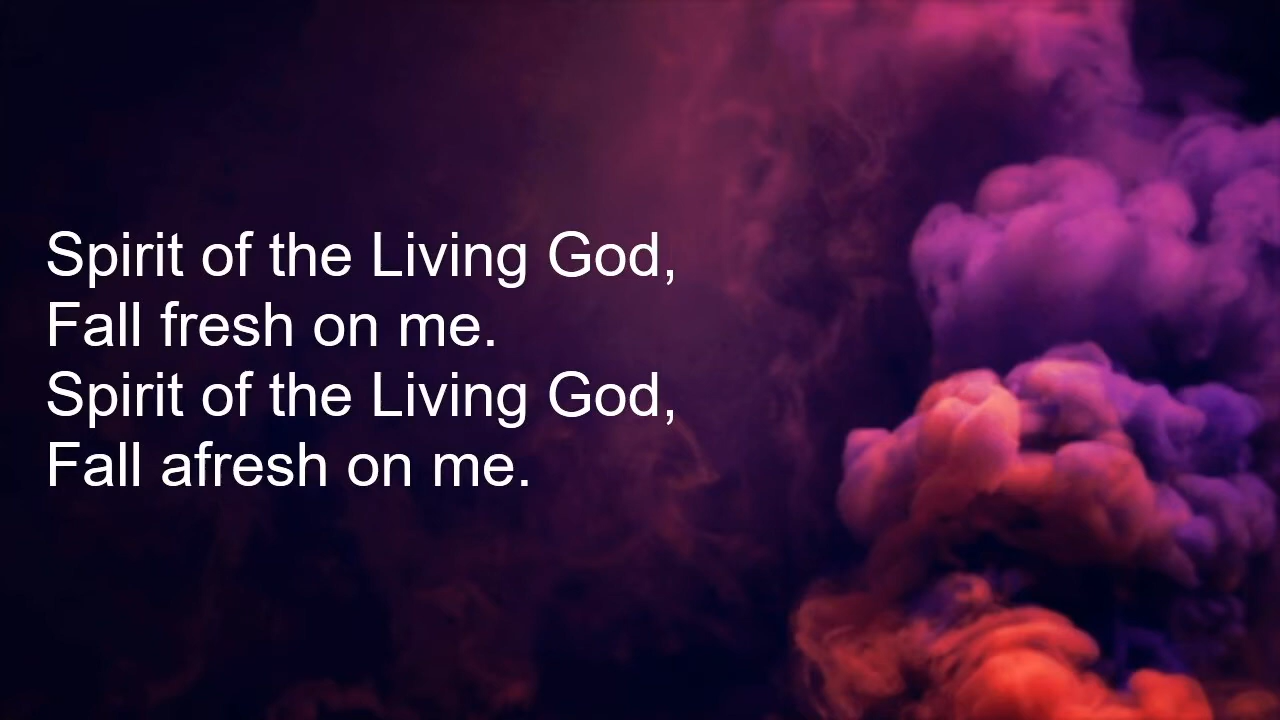 Spirit of the Living God,
Fall fresh on me.
Spirit of the Living God,
Fall afresh on me.